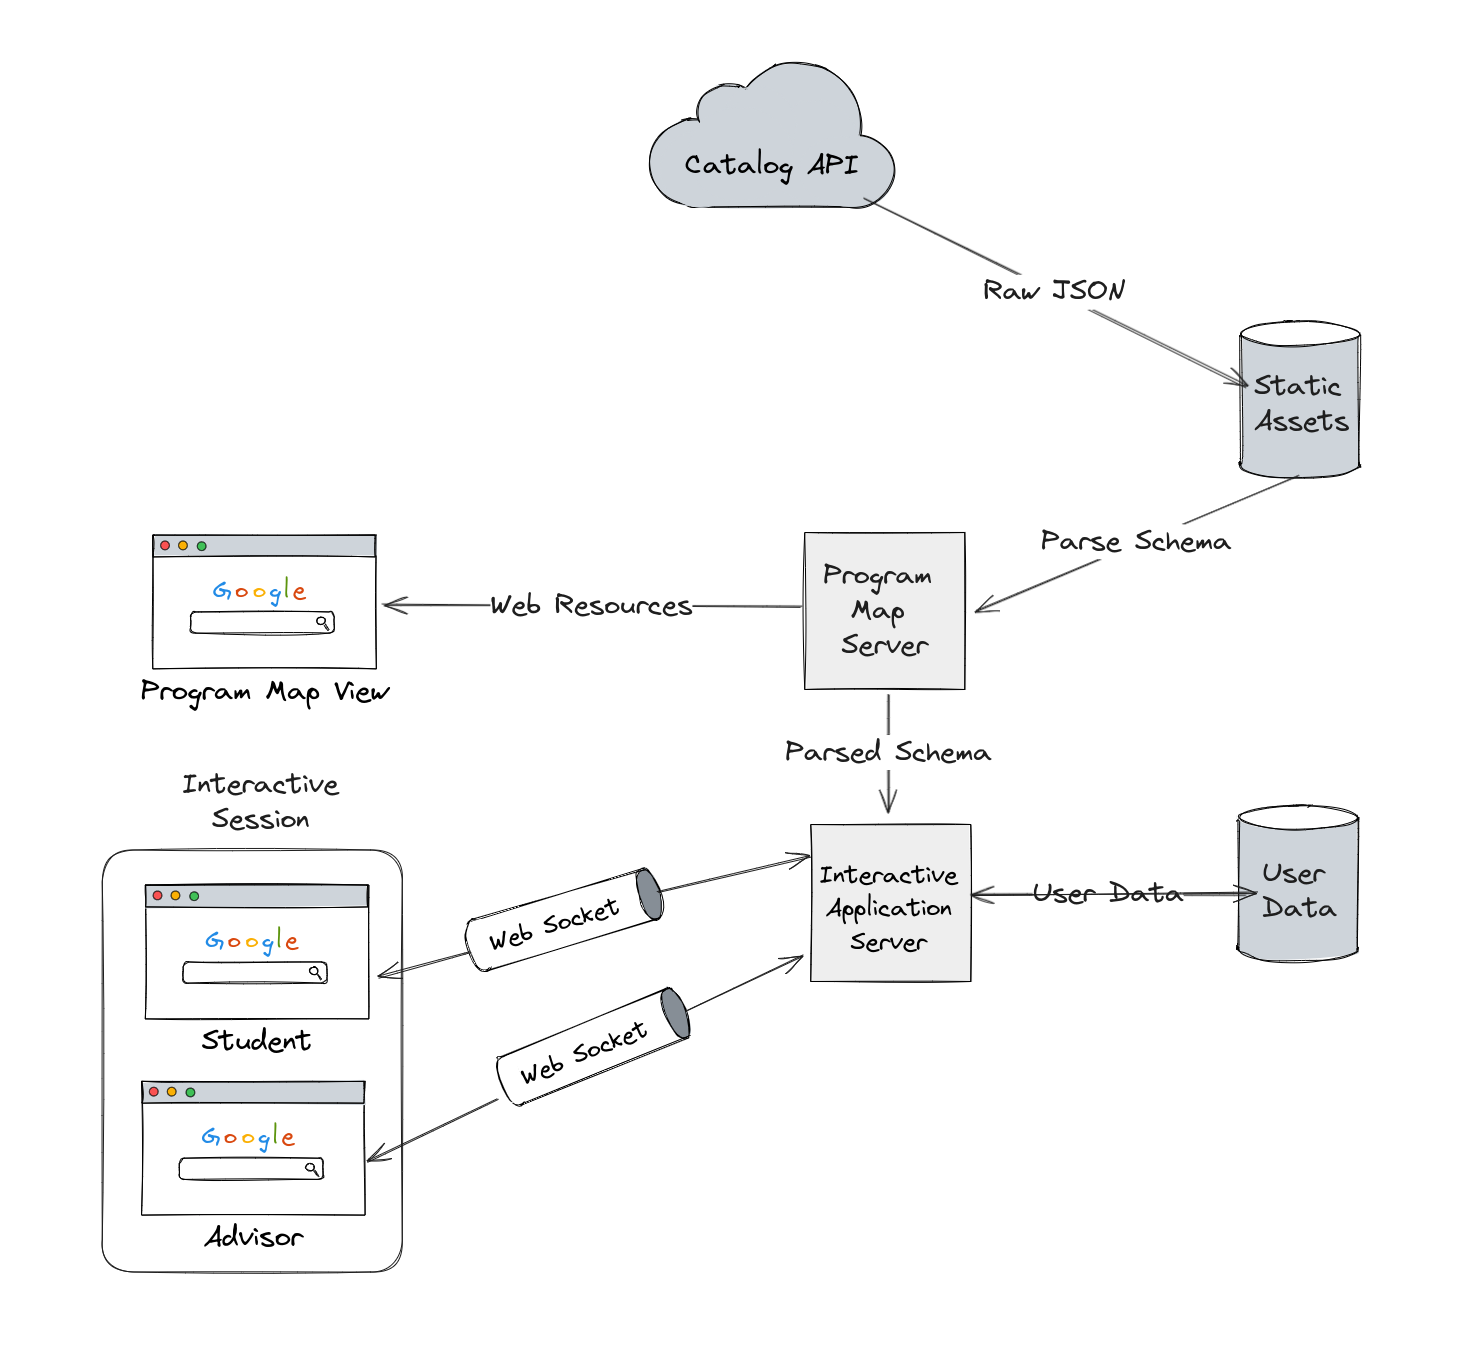 Catalog API
Raw JSON
Static
Assets
Parse Schema
Program
Map
Server
Web Resources
Google
Program Map View
Parsed Schema
Interactive
Session
Interactive
Application
Server
User Data
User
Data
Web Socket
Google
Student
Web Socket
Google
Advisor